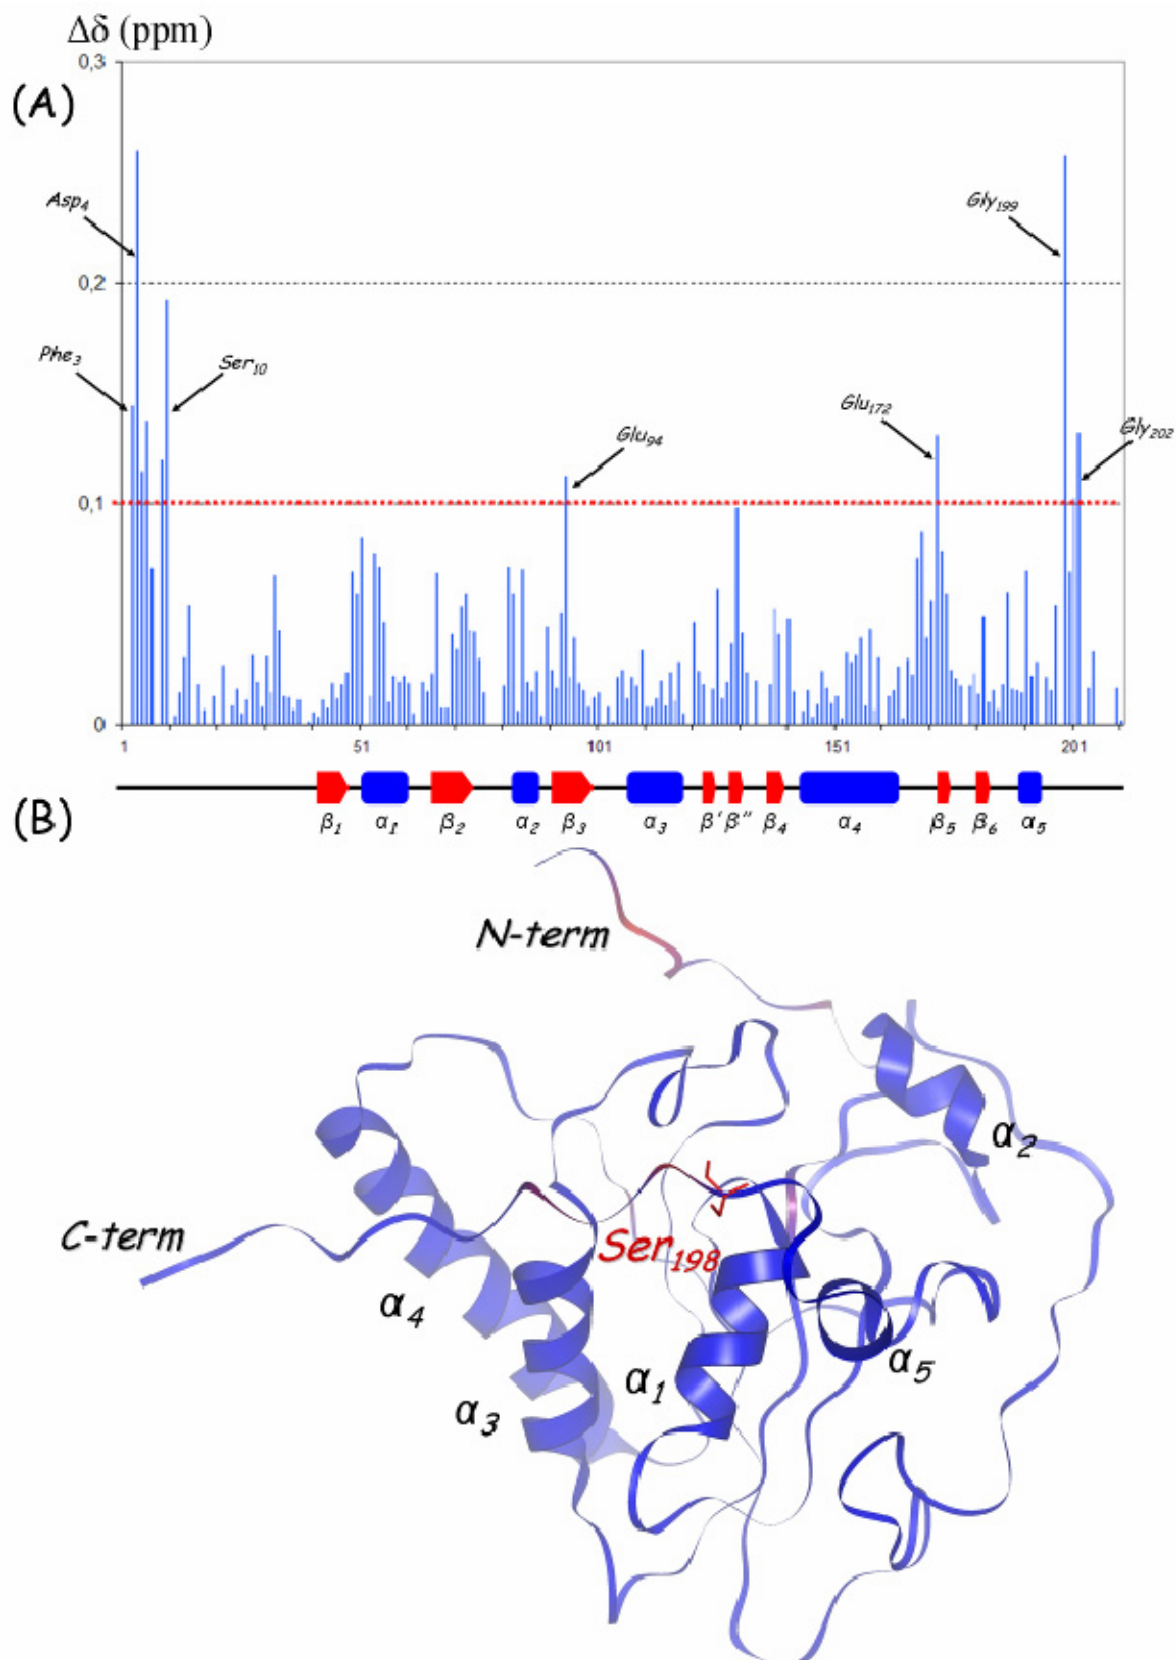 Δδ (ppm)
0,3
(A)
Asp4
Gly199
0,2
Phe3
Ser10
Glu94
Glu172
Gly202
0,1
0
1 51 101 151 201
β1 α1 β2 α2 β3 α3 β' β'' β4 α4 β5 β6 α5
(B)
N-term
α2
C-term
Ser198
α4
α5
α1
α3